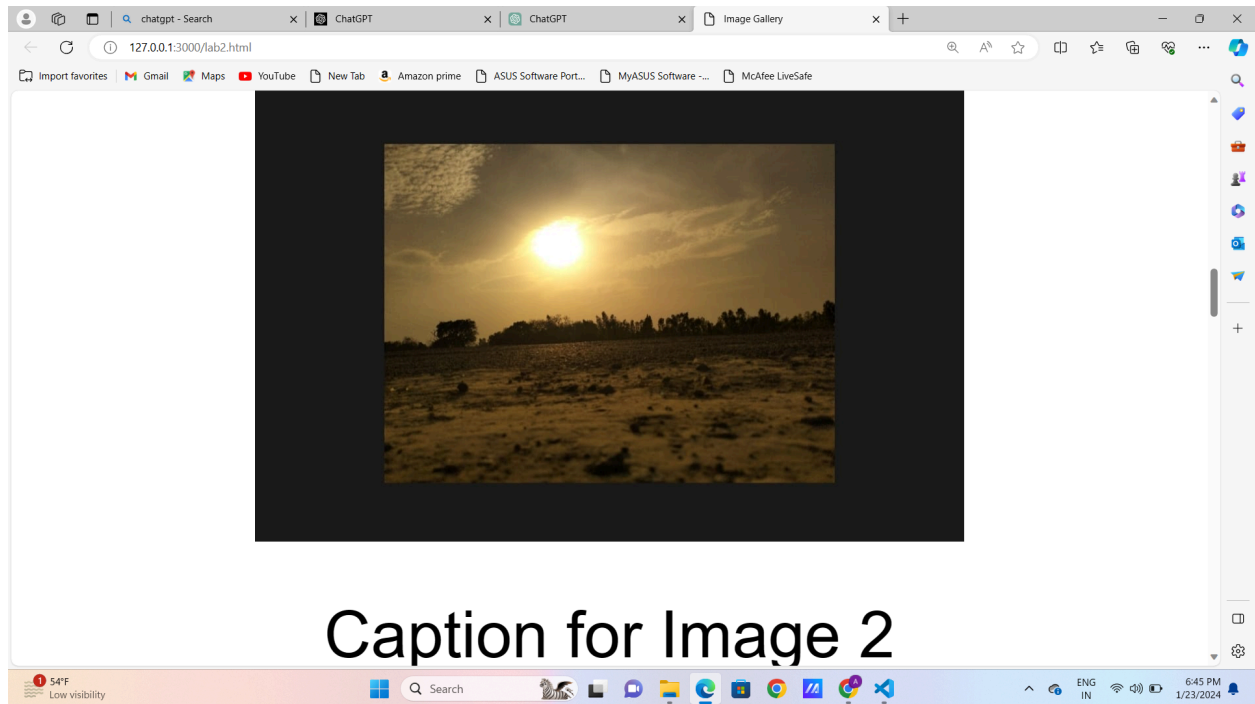 chatgpt - Search
ChatGPT
ChatGPT
Image Gallery
127.0.0.1:3000/lab2.html
Import favorites
Gmail
Maps
YouTube
New Tab
Amazon prime
ASUS Software Port...
MyASUS Software -...
McAfee LiveSafe
Caption for Image 2
1
54°F
Low visibility
Search
ENG
IN
6:45 PM
1/23/2024